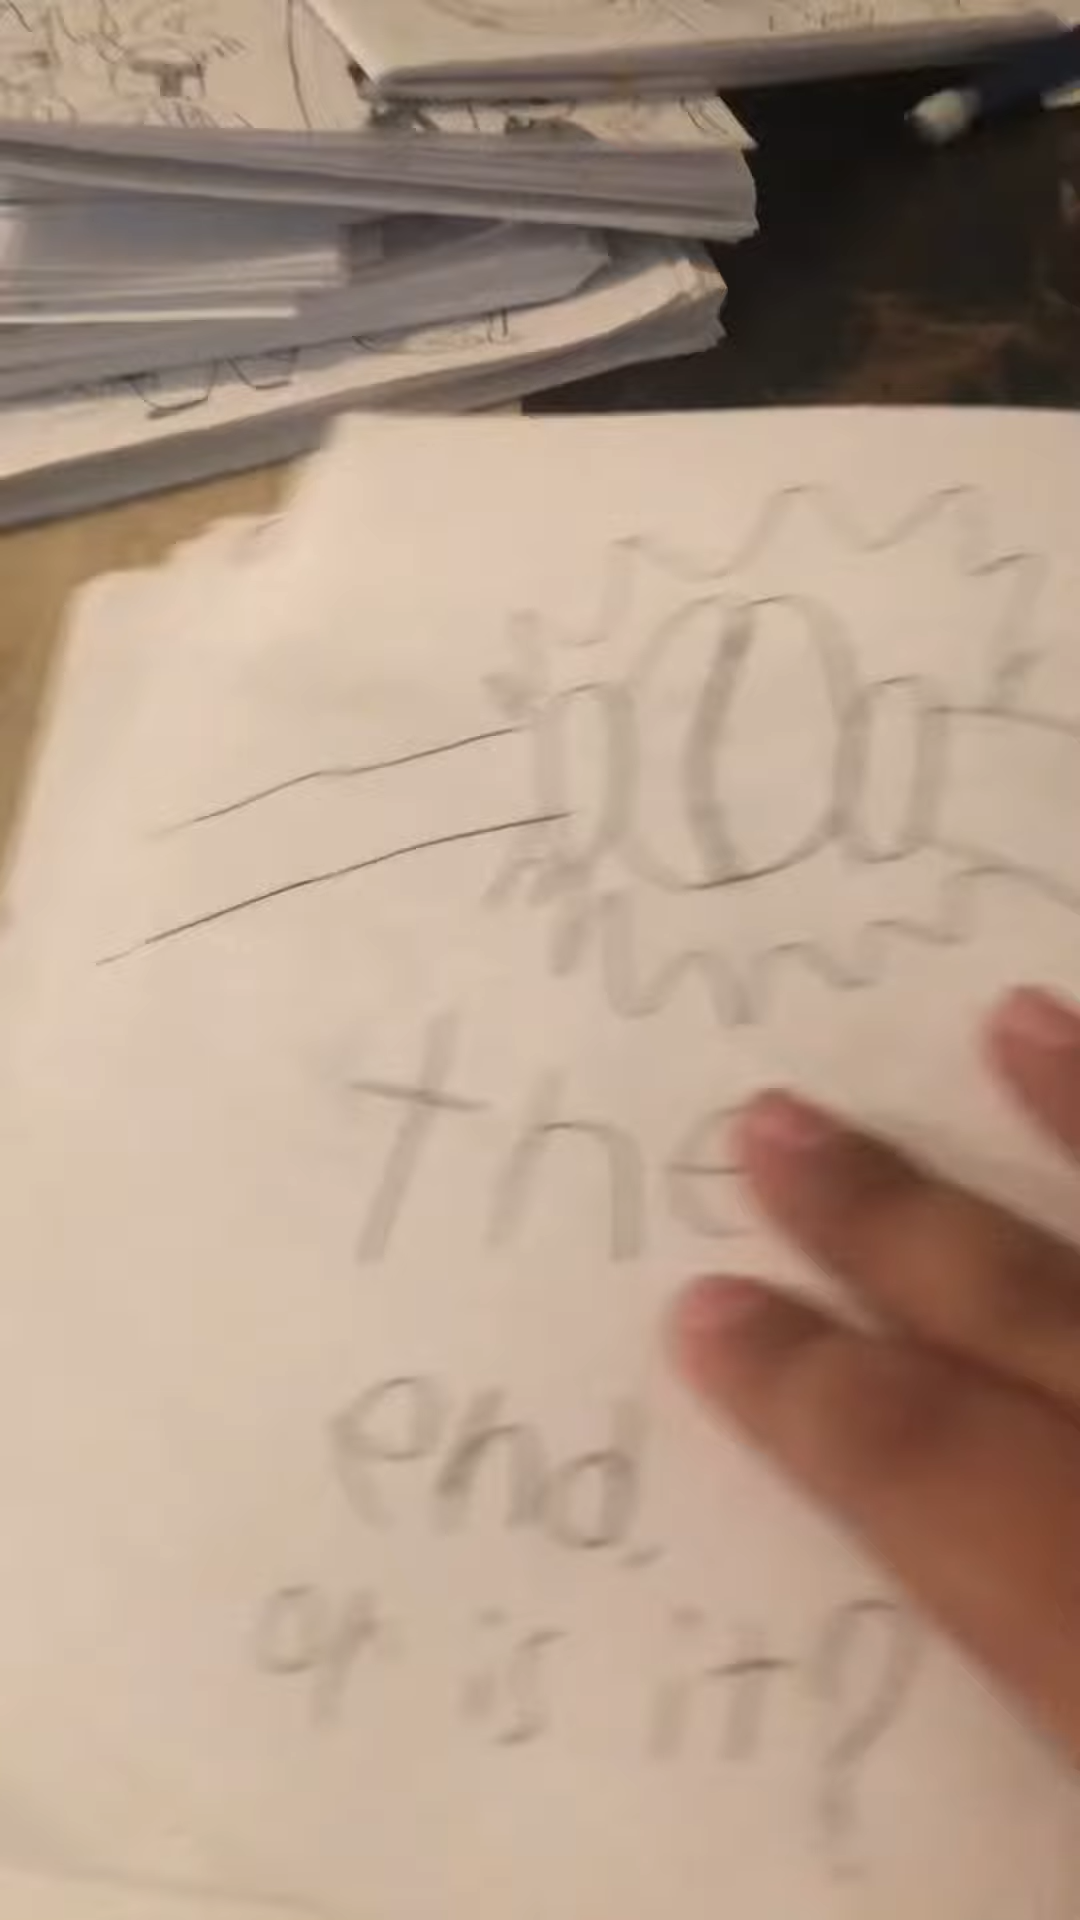 the
end,
or is it?